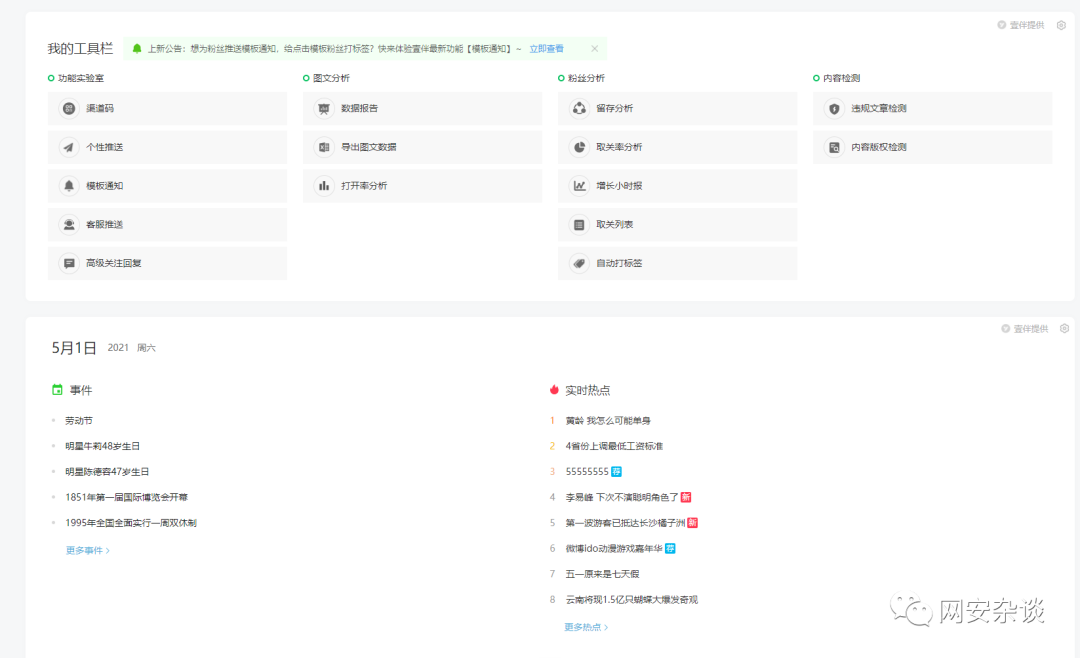 壹伴提供
我的工具栏
上新公告：想为粉丝推送模板通知，给点击模板粉丝打标签？快来体验壹伴最新功能【模板通知】~ 立即查看
功能实验室
渠道码
个性推送
模板通知
客服推送
高级关注回复
图文分析
数据报告
导出图文数据
打开率分析
粉丝分析
留存分析
取关率分析
增长小时报
取关列表
自动打标签
内容检测
违规文章检测
内容版权检测
壹伴提供
5月1日 2021 周六
事件
劳动节
明星牛莉48岁生日
明星陈德容47岁生日
1851年第一届国际博览会开幕
1995年全国全面实行一周双休制
更多事件 >
实时热点
1 黄龄 我怎么可能单身
2 4省份上调最低工资标准
3 55555555 荐
4 李易峰 下次不演聪明角色了 新
5 第一波游客已抵达长沙橘子洲 新
6 微博ido动漫游戏嘉年华 荐
7 五一原来是七天假
8 云南将现1.5亿只蝴蝶大爆发奇观
更多热点 >
网安杂谈